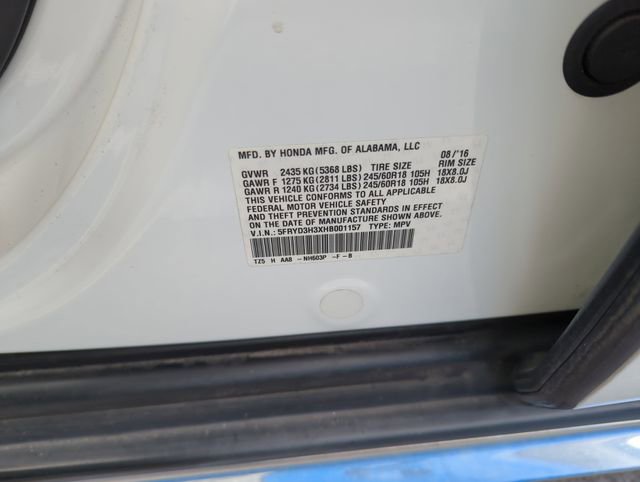 MFD. BY HONDA MFG. OF ALABAMA, LLC 08/'16
GVWR 2435 KG (5368 LBS) TIRE SIZE RIM SIZE
GAWR F 1275 KG (2811 LBS) 245/60R18 105H 18X8.0J
GAWR R 1240 KG (2734 LBS) 245/60R18 105H 18X8.0J
THIS VEHICLE CONFORMS TO ALL APPLICABLE
FEDERAL MOTOR VEHICLE SAFETY, BUMPER,
AND THEFT PREVENTION STANDARDS IN EFFECT
ON THE DATE OF MANUFACTURE SHOWN ABOVE.
V.I.N.: 5FRYD3H3XHB001157 TYPE: MPV
TZ5 H AAB -NH603P -F -B